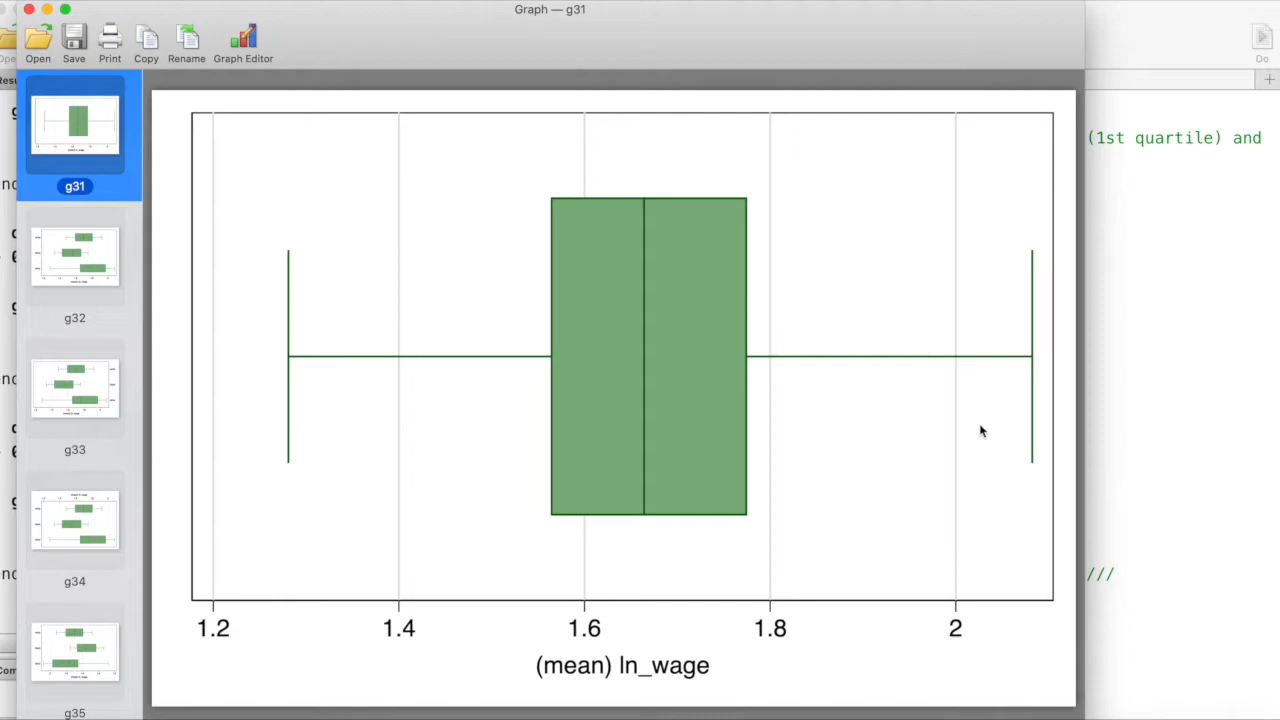 Graph — g31
Open Save Print Copy Rename Graph Editor
Do
g31
g32
g33
g34
g35
1.2 1.4 1.6 1.8 2
(mean) ln_wage
(1st quartile) and
///